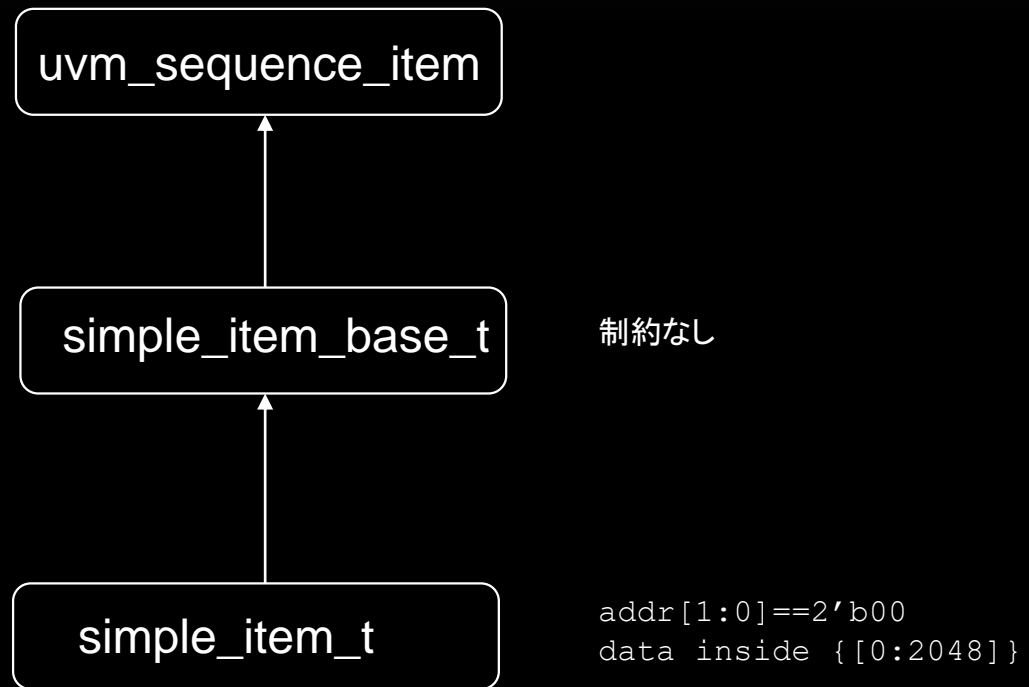 uvm_sequence_item
simple_item_base_t
制約なし
simple_item_t
addr[1:0]==2’b00
data inside {[0:2048]}